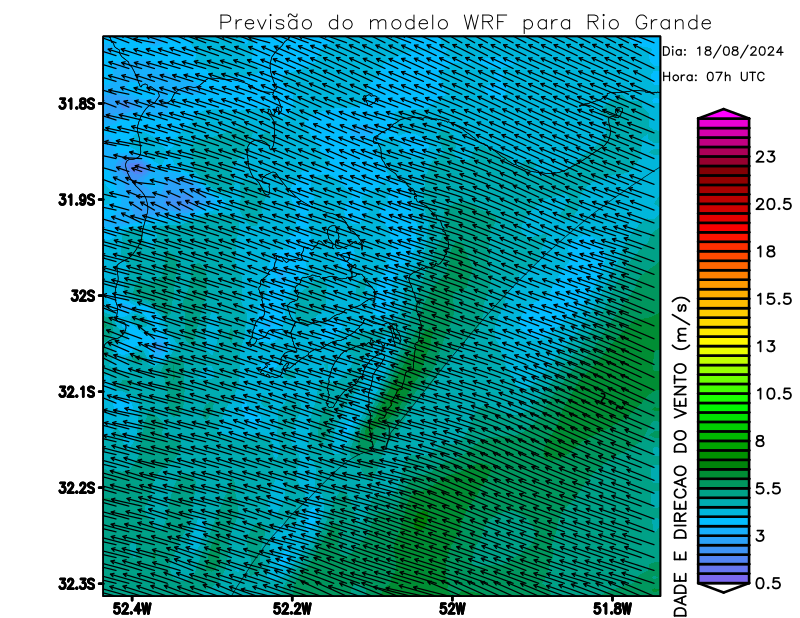 Previsão do modelo WRF para Rio Grande
Dia: 18/08/2024
Hora: 07h UTC
31.8S
31.9S
32S
32.1S
32.2S
32.3S
52.4W
52.2W
52W
51.8W
23
20.5
18
15.5
13
10.5
8
5.5
3
0.5
DADE E DIRECAO DO VENTO (m/s)